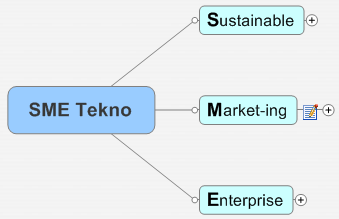 Sustainable
SME Tekno
Market-ing
Enterprise